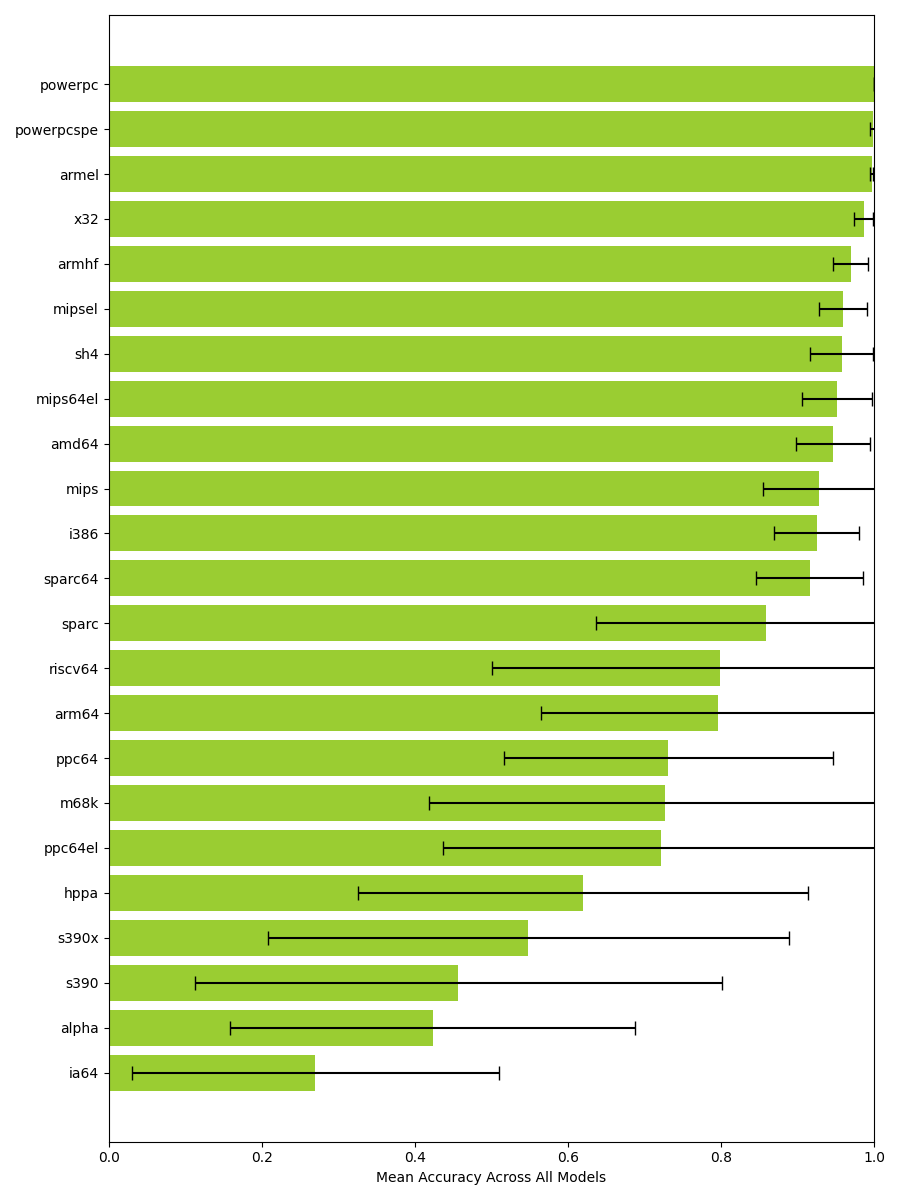 powerpc
powerpcspe
armel
x32
armhf
mipsel
sh4
mips64el
amd64
mips
i386
sparc64
sparc
riscv64
arm64
ppc64
m68k
ppc64el
hppa
s390x
s390
alpha
ia64
0.0 0.2 0.4 0.6 0.8 1.0
Mean Accuracy Across All Models